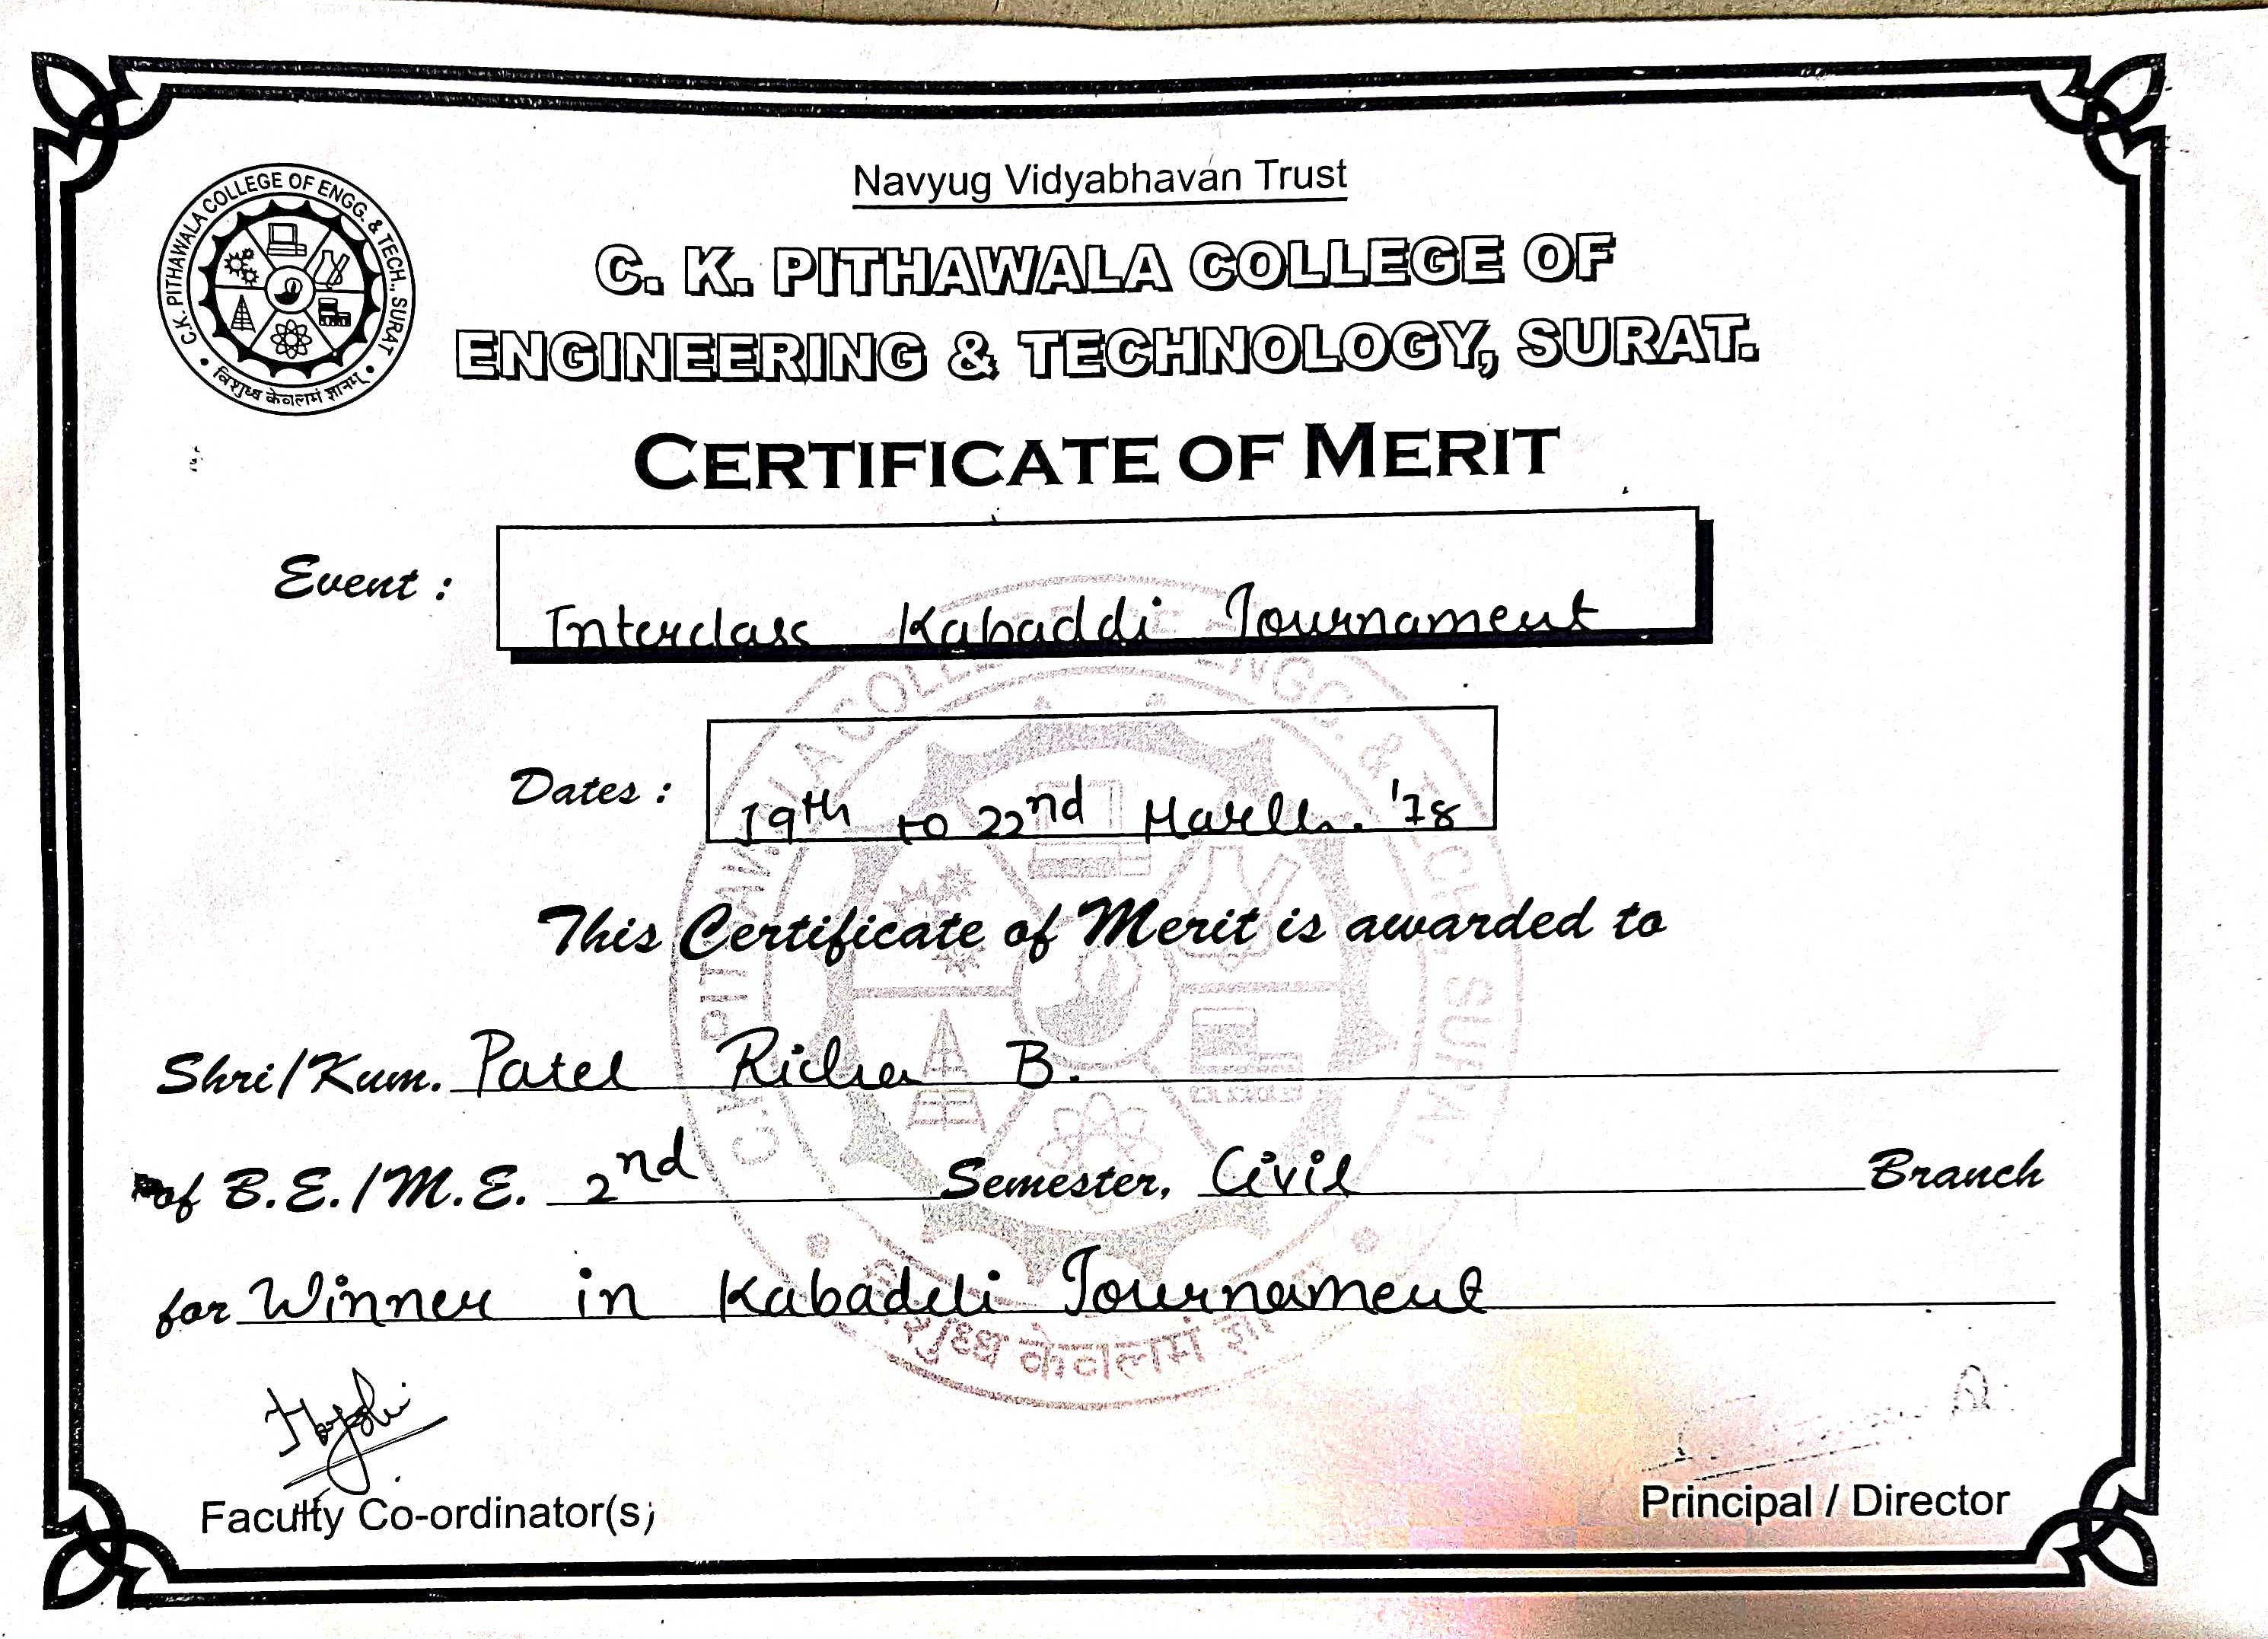 Navyug Vidyabhavan Trust
C. K. PITHAWALA COLLEGE OF
ENGINEERING & TECHNOLOGY, SURAT.
C.K. PITHAWALA COLLEGE OF ENGG. & TECH., SURAT
विशुध्ध केवलमं ज्ञानम्
CERTIFICATE OF MERIT
Event : Interclass Kabaddi Tournament
Dates : 19th to 22nd March. '18
This Certificate of Merit is awarded to
Shri/Kum. Patel Richa B.
of B.E./M.E. 2nd Semester, Civil Branch
for Winner in Kabaddi Tournament
Faculty Co-ordinator(s)
Principal / Director